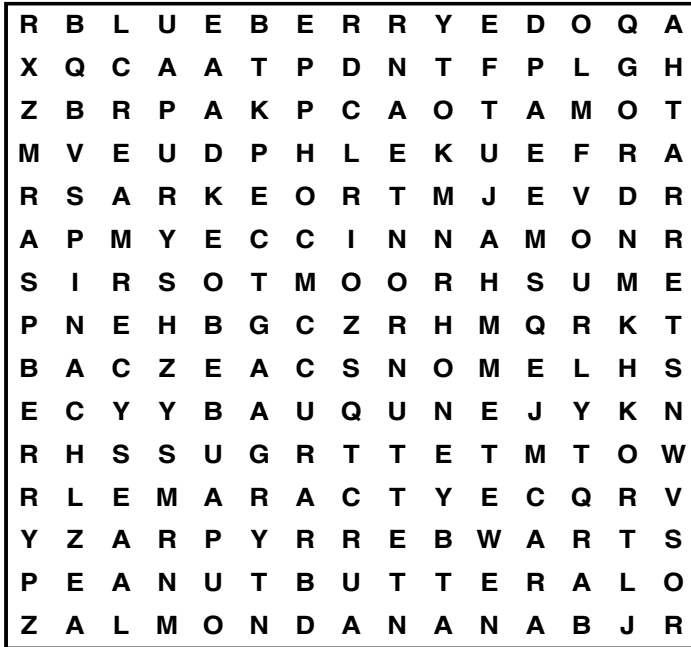 R B L U E B E R R Y E D O Q A
X Q C A A T P D N T F P L G H
Z B R P A K P C A O T A M O T
M V E U D P H L E K U E F R A
R S A R K E O R T M J E V D R
A P M Y E C C I N N A M O N R
S I R S O T M O O R H S U M E
P N E H B G C Z R H M Q R K T
B A C Z E A C S N O M E L H S
E C Y Y B A U Q U N E J Y K N
R H S S U G R T T E T M T O W
R L E M A R A C T Y E C Q R V
Y Z A R P Y R R E B W A R T S
P E A N U T B U T T E R A L O
Z A L M O N D A N A N A B J R